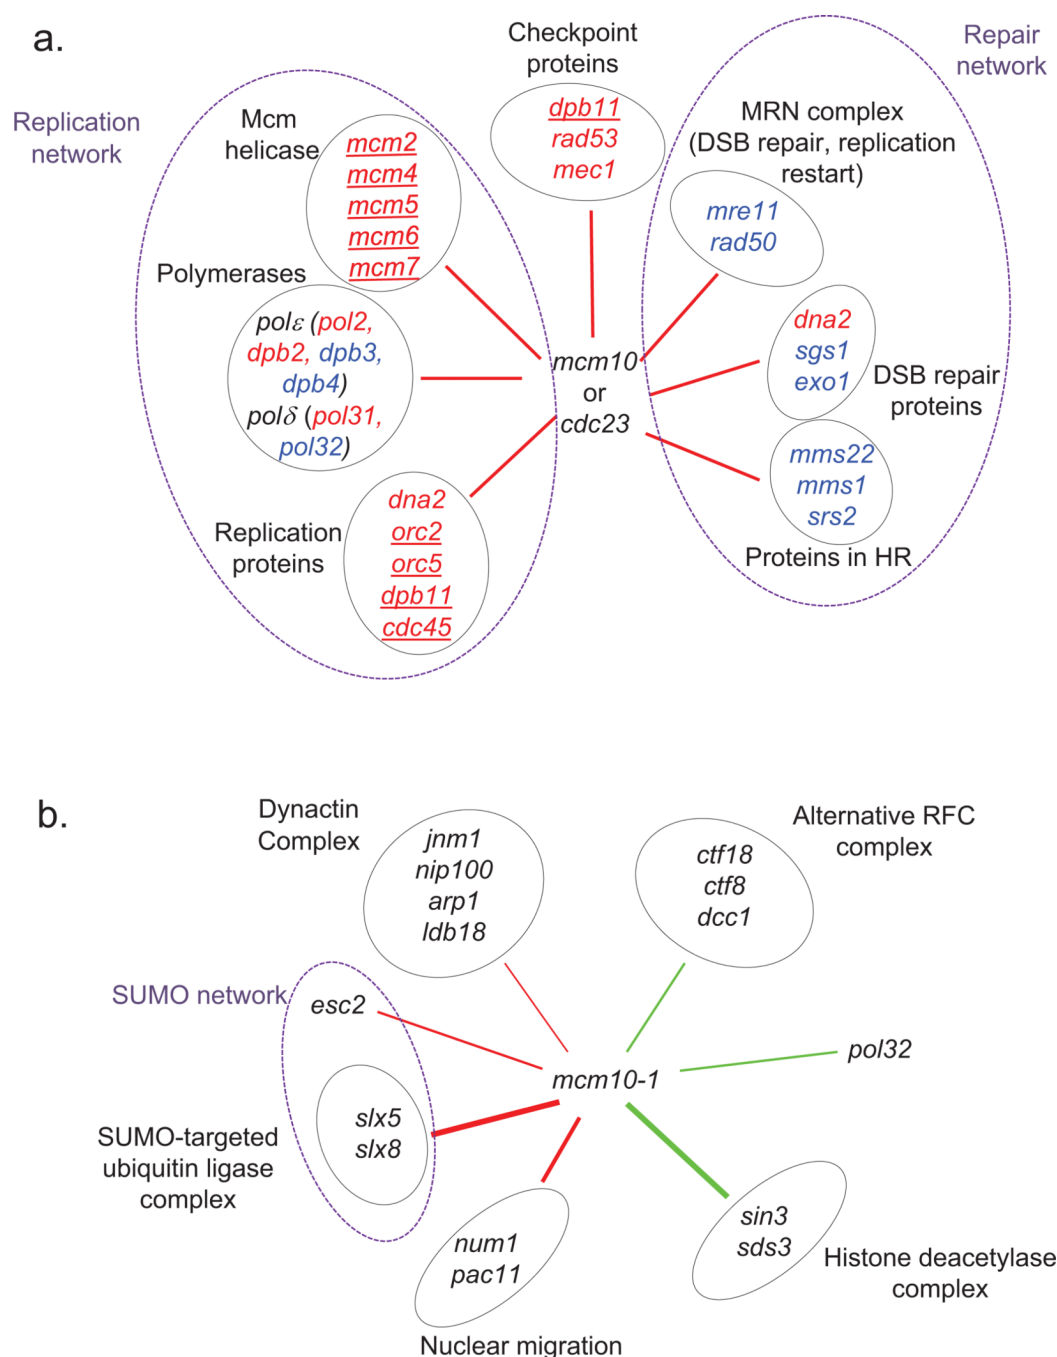 a.
Replication
network
Mcm
helicase
mcm2
mcm4
mcm5
mcm6
mcm7
Polymerases
polε (pol2,
dpb2, dpb3,
dpb4)
polδ (pol31,
pol32)
Replication
proteins
dna2
orc2
orc5
dpb11
cdc45
Checkpoint
proteins
dpb11
rad53
mec1
mcm10
or
cdc23
Repair
network
MRN complex
(DSB repair, replication
restart)
mre11
rad50
dna2
sgs1
exo1
DSB repair
proteins
mms22
mms1
srs2
Proteins in HR
b.
Dynactin
Complex
jnm1
nip100
arp1
ldb18
Alternative RFC
complex
ctf18
ctf8
dcc1
SUMO network
esc2
pol32
mcm10-1
SUMO-targeted
ubiquitin ligase
complex
slx5
slx8
num1
pac11
Nuclear migration
sin3
sds3
Histone deacetylase
complex